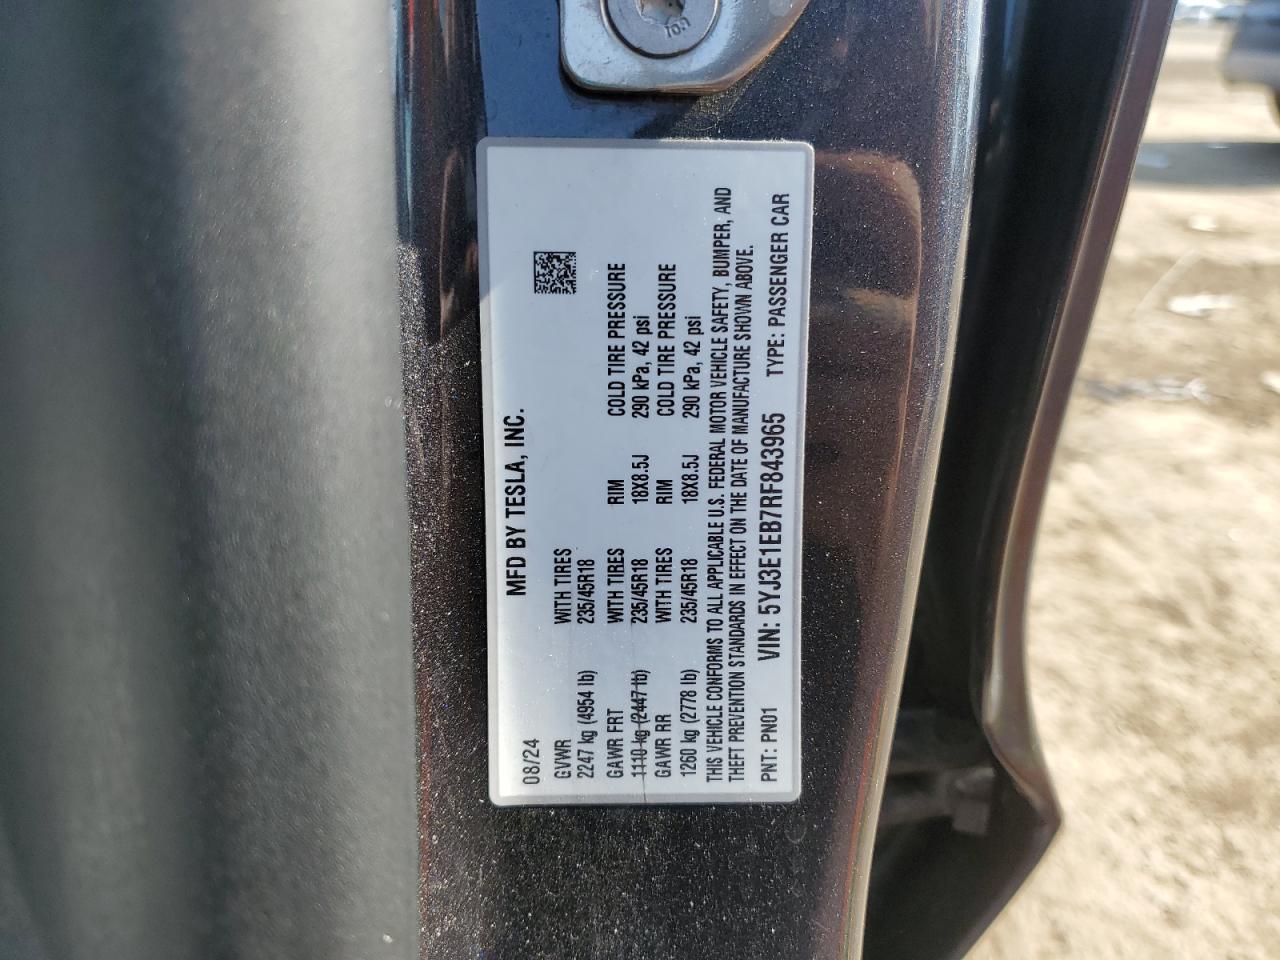 MFD BY TESLA, INC.
08/24
GVWR WITH TIRES
2247 kg (4954 lb) 235/45R18
GAWR FRT WITH TIRES RIM COLD TIRE PRESSURE
1110 kg (2447 lb) 235/45R18 18X8.5J 290 kPa, 42 psi
GAWR RR WITH TIRES RIM COLD TIRE PRESSURE
1260 kg (2778 lb) 235/45R18 18X8.5J 290 kPa, 42 psi
THIS VEHICLE CONFORMS TO ALL APPLICABLE U.S. FEDERAL MOTOR VEHICLE SAFETY, BUMPER, AND
THEFT PREVENTION STANDARDS IN EFFECT ON THE DATE OF MANUFACTURE SHOWN ABOVE.
PNT: PN01 VIN: 5YJ3E1EB7RF843965 TYPE: PASSENGER CAR